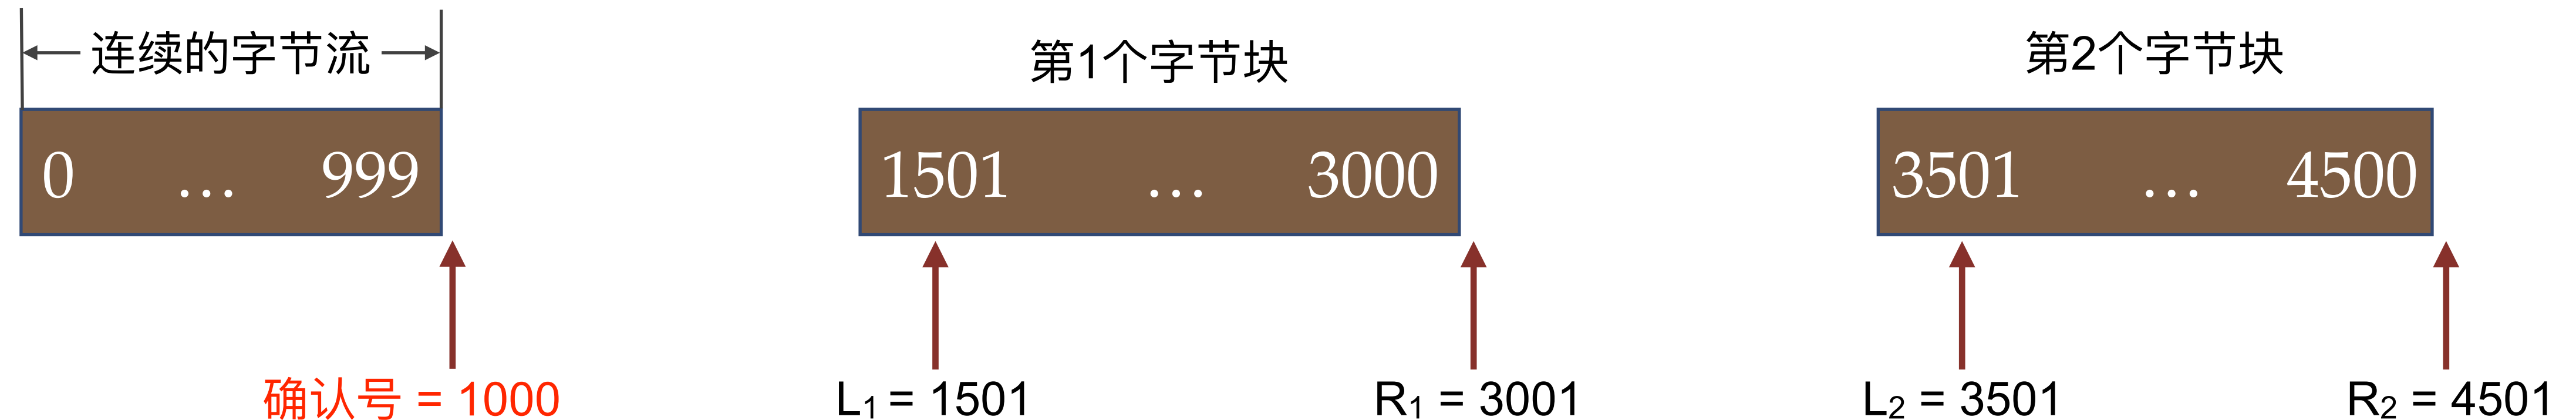 连续的字节流
第1个字节块
第2个字节块
0 … 999
1501 … 3000
3501 … 4500
确认号 = 1000
L₁ = 1501
R₁ = 3001
L₂ = 3501
R₂ = 4501